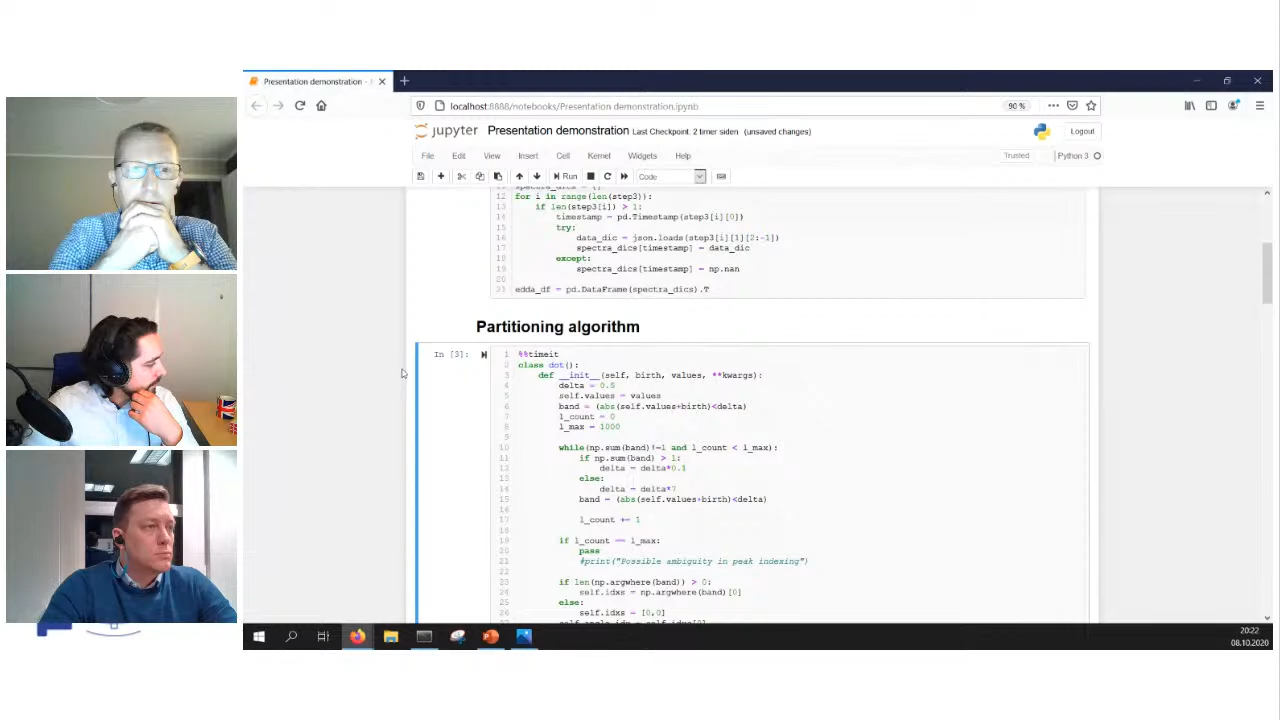 Presentation demonstration - J
localhost:8888/notebooks/Presentation demonstration.ipynb
90 %
jupyter Presentation demonstration Last Checkpoint: 2 timer siden (unsaved changes)
Logout
File Edit View Insert Cell Kernel Widgets Help
Trusted
Python 3
Run
Code
12 for i in range(len(step3)):
13 if len(step3[i]) > 1:
14 timestamp = pd.Timestamp(step3[i][0])
15 try:
16 data_dic = json.loads(step3[i][1][2:-1])
17 spectra_dics[timestamp] = data_dic
18 except:
19 spectra_dics[timestamp] = np.nan
20
21 edda_df = pd.DataFrame(spectra_dics).T
Partitioning algorithm
In [3]:
1 %%timeit
2 class dot():
3 def __init__(self, birth, values, **kwargs):
4 delta = 0.5
5 self.values = values
6 band = (abs(self.values+birth)<delta)
7 l_count = 0
8 l_max = 1000
9
10 while(np.sum(band)!=1 and l_count < l_max):
11 if np.sum(band) > 1:
12 delta = delta*0.1
13 else:
14 delta = delta*7
15 band = (abs(self.values+birth)<delta)
16
17 l_count += 1
18
19 if l_count == l_max:
20 pass
21 #print("Possible ambiguity in peak indexing")
22
23 if len(np.argwhere(band)) > 0:
24 self.idxs = np.argwhere(band)[0]
25 else:
26 self.idxs = [0,0]
20:22
08.10.2020